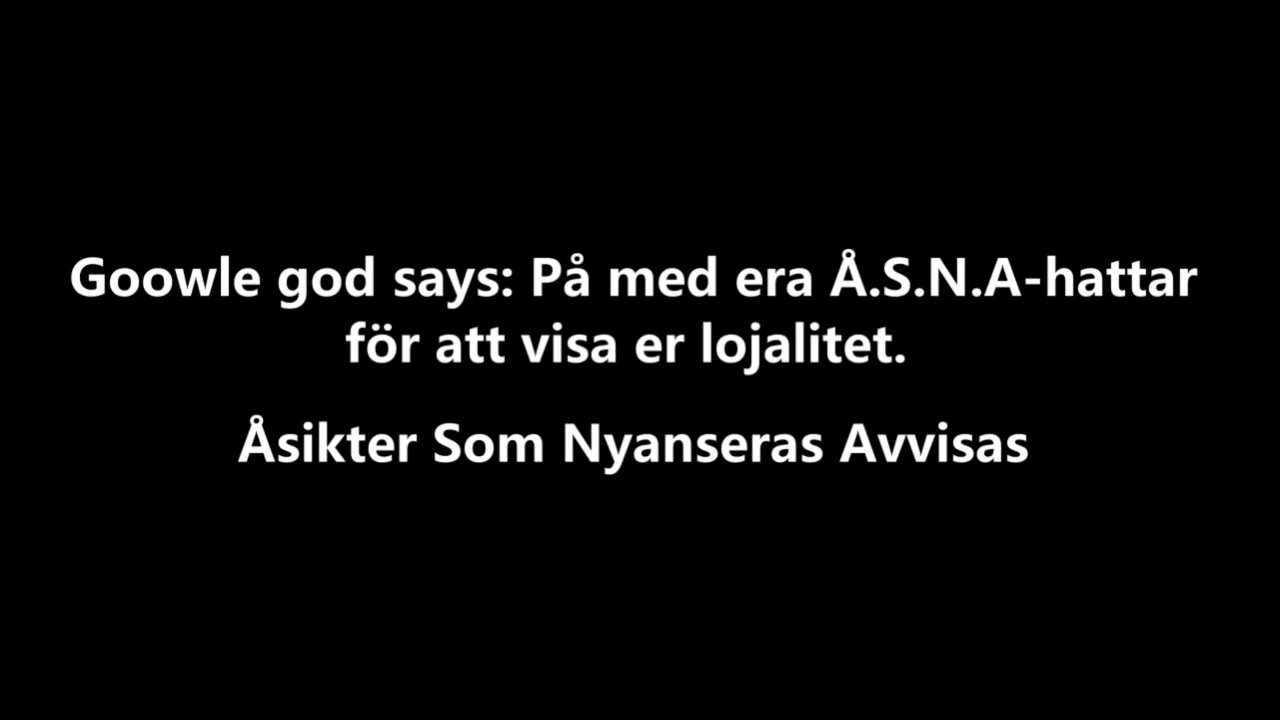 Goowle god says: På med era Å.S.N.A-hattar
för att visa er lojalitet.
Åsikter Som Nyanseras Avvisas